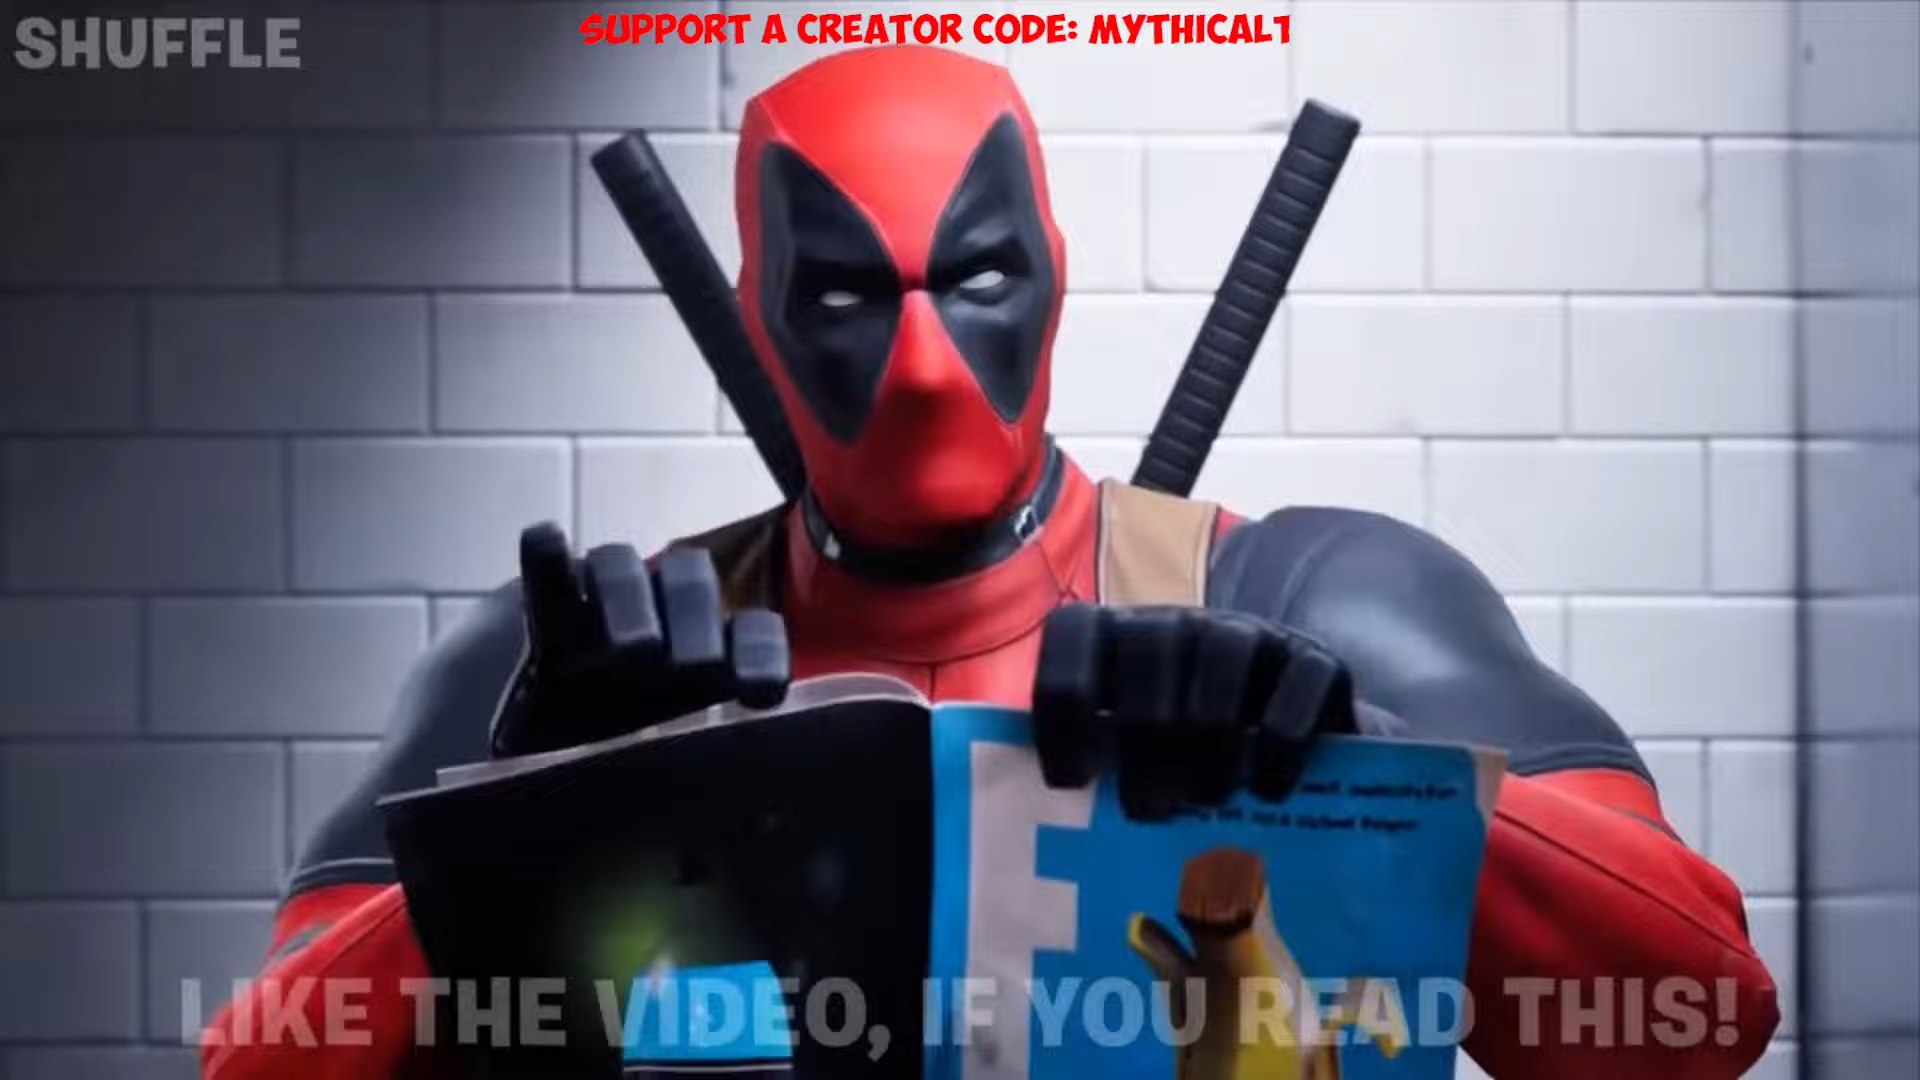 SUPPORT A CREATOR CODE: MYTHICAL1
SHUFFLE
LIKE THE VIDEO, IF YOU READ THIS!